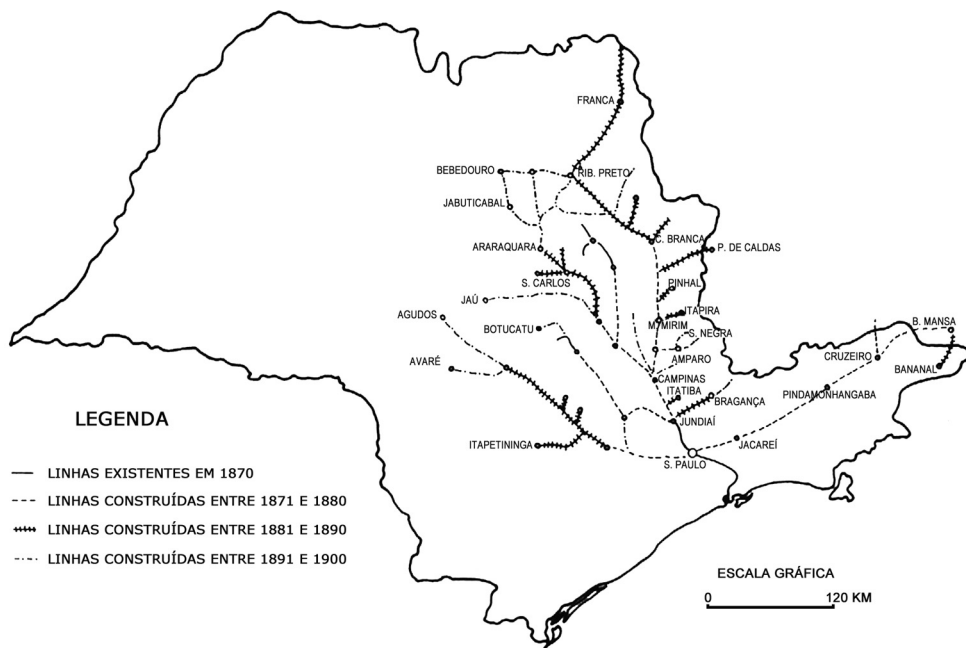 FRANCA
BEBEDOURO
RIB. PRETO
JABUTICABAL
C. BRANCA
ARARAQUARA
P. DE CALDAS
S. CARLOS
PINHAL
JAÚ
ITAPIRA
AGUDOS
M. MIRIM
BOTUCATU
S. NEGRA
B. MANSA
AVARÉ
AMPARO
CRUZEIRO
CAMPINAS
BANANAL
ITATIBA
PINDAMONHANGABA
BRAGANÇA
JUNDIAÍ
ITAPETININGA
JACAREÍ
S. PAULO
LEGENDA
LINHAS EXISTENTES EM 1870
LINHAS CONSTRUÍDAS ENTRE 1871 E 1880
LINHAS CONSTRUÍDAS ENTRE 1881 E 1890
LINHAS CONSTRUÍDAS ENTRE 1891 E 1900
ESCALA GRÁFICA
0 120 KM